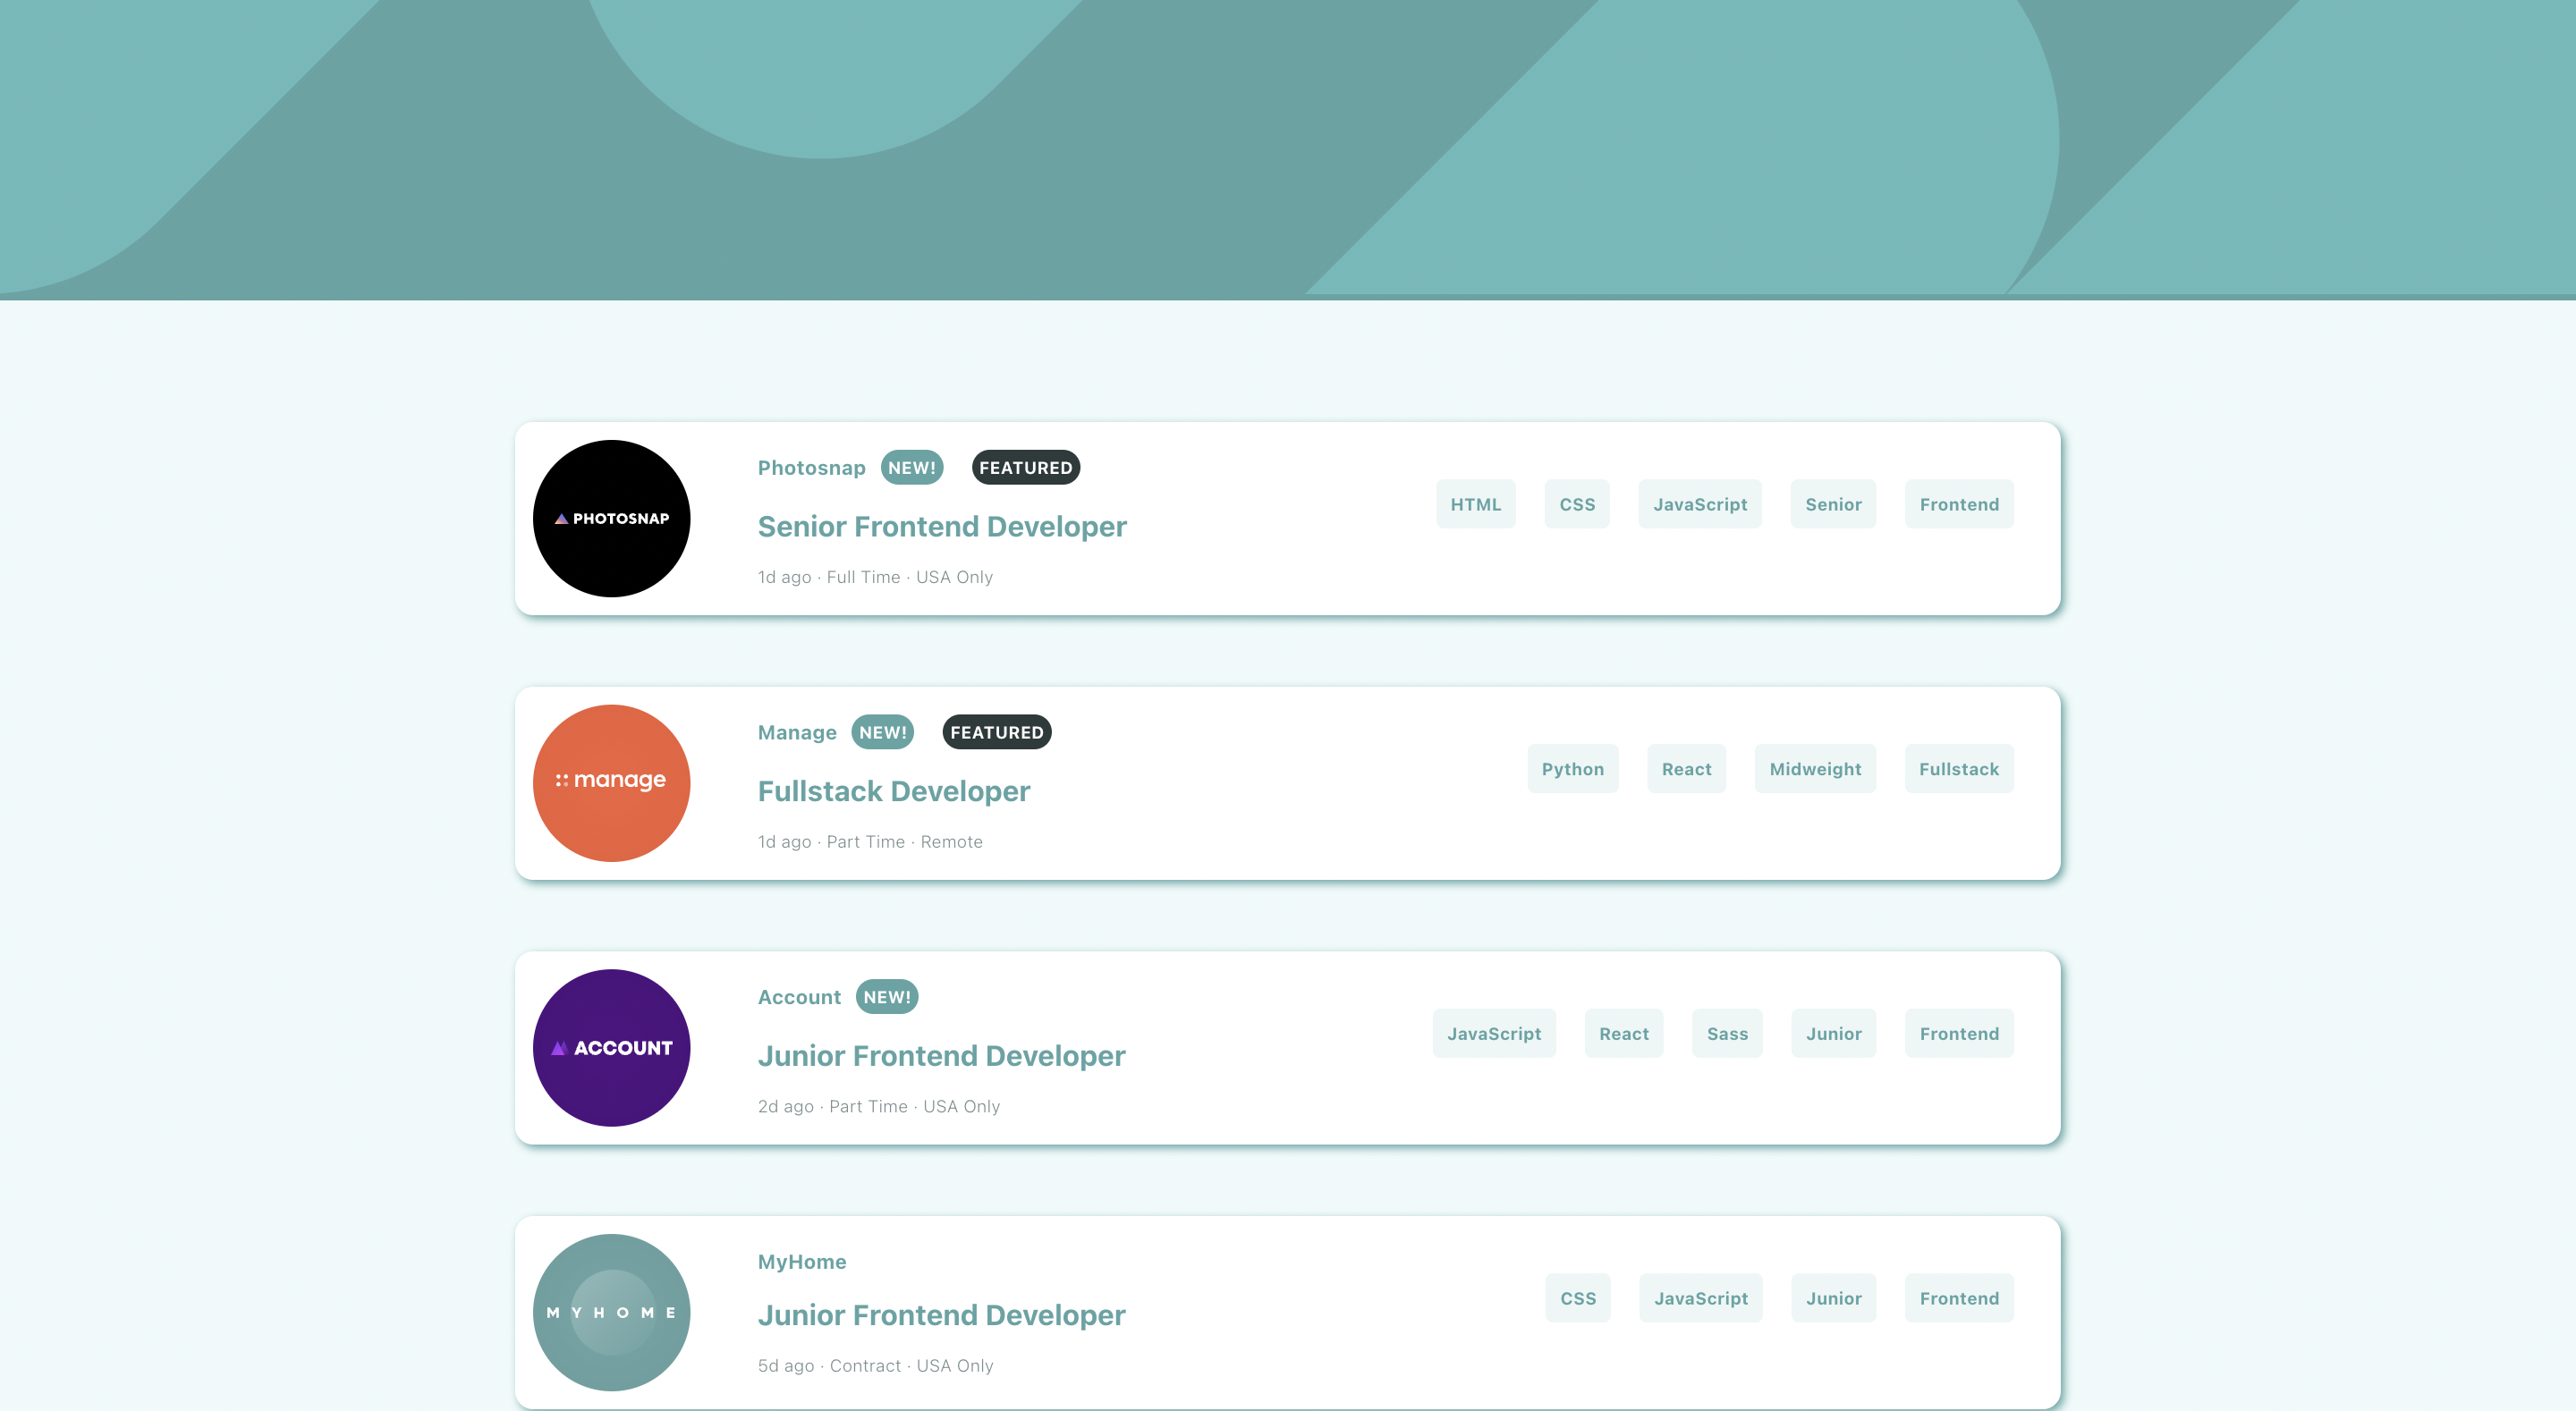 PHOTOSNAP
Photosnap NEW! FEATURED
Senior Frontend Developer
1d ago · Full Time · USA Only
HTML CSS JavaScript Senior Frontend
manage
Manage NEW! FEATURED
Fullstack Developer
1d ago · Part Time · Remote
Python React Midweight Fullstack
ACCOUNT
Account NEW!
Junior Frontend Developer
2d ago · Part Time · USA Only
JavaScript React Sass Junior Frontend
MYHOME
MyHome
Junior Frontend Developer
5d ago · Contract · USA Only
CSS JavaScript Junior Frontend